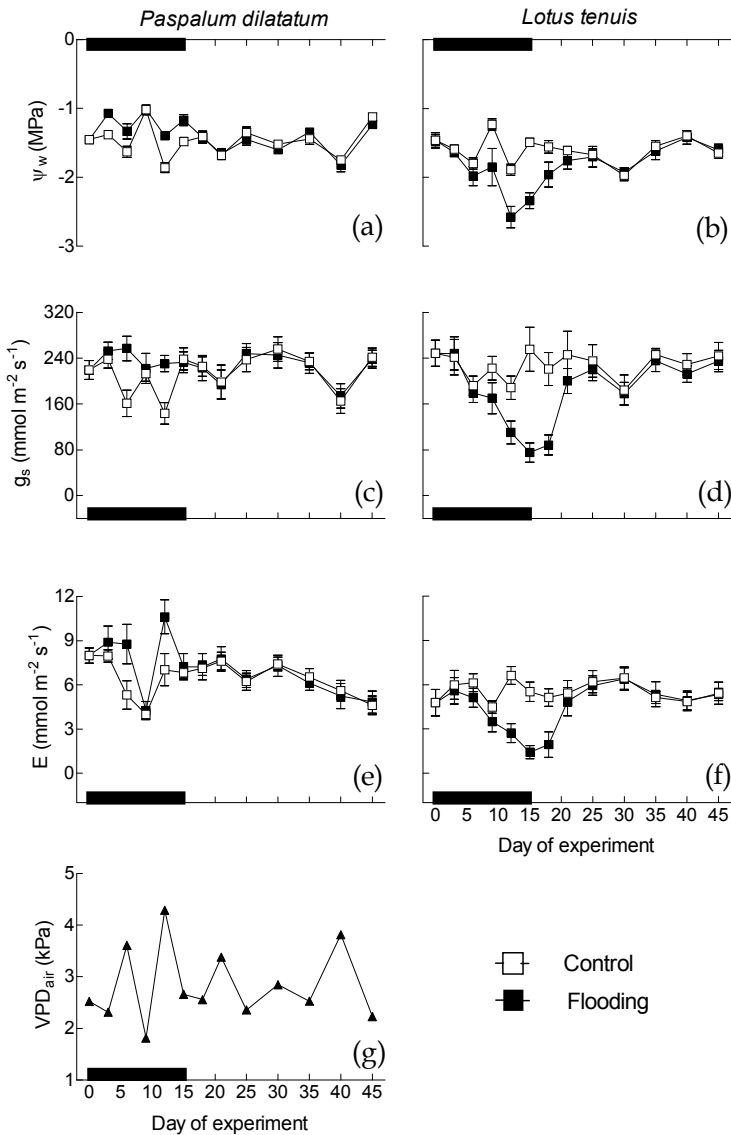 Paspalum dilatatum
Lotus tenuis
0
-1
-2
-3
Ψw (MPa)
(a)
(b)
320
240
160
80
0
gs (mmol m-2 s-1)
(c)
(d)
12
9
6
3
0
E (mmol m-2 s-1)
(e)
(f)
0 5 10 15 20 25 30 35 40 45
Day of experiment
5
4
3
2
1
VPDair (kPa)
(g)
0 5 10 15 20 25 30 35 40 45
Day of experiment
Control
Flooding